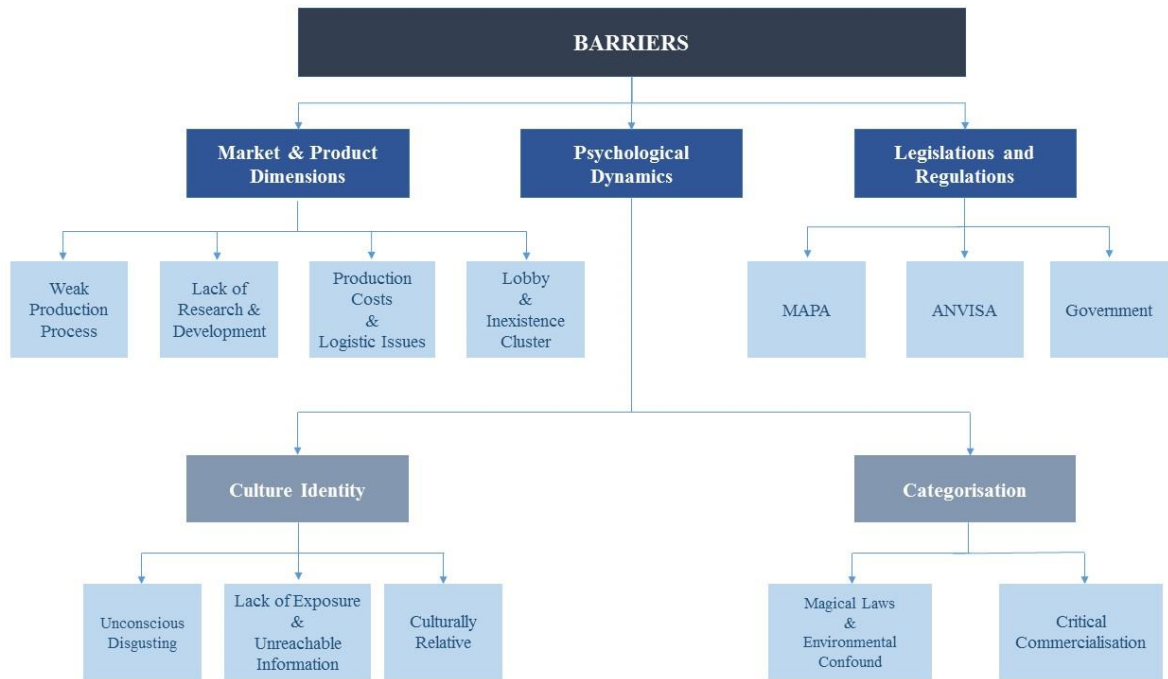 BARRIERS
Market & Product
Dimensions
Psychological
Dynamics
Legislations and
Regulations
Weak
Production
Process
Lack of
Research &
Development
Production
Costs
&
Logistic Issues
Lobby
&
Inexistence
Cluster
MAPA
ANVISA
Government
Culture Identity
Categorisation
Unconscious
Disgusting
Lack of Exposure
&
Unreachable
Information
Culturally
Relative
Magical Laws
&
Environmental
Confound
Critical
Commercialisation